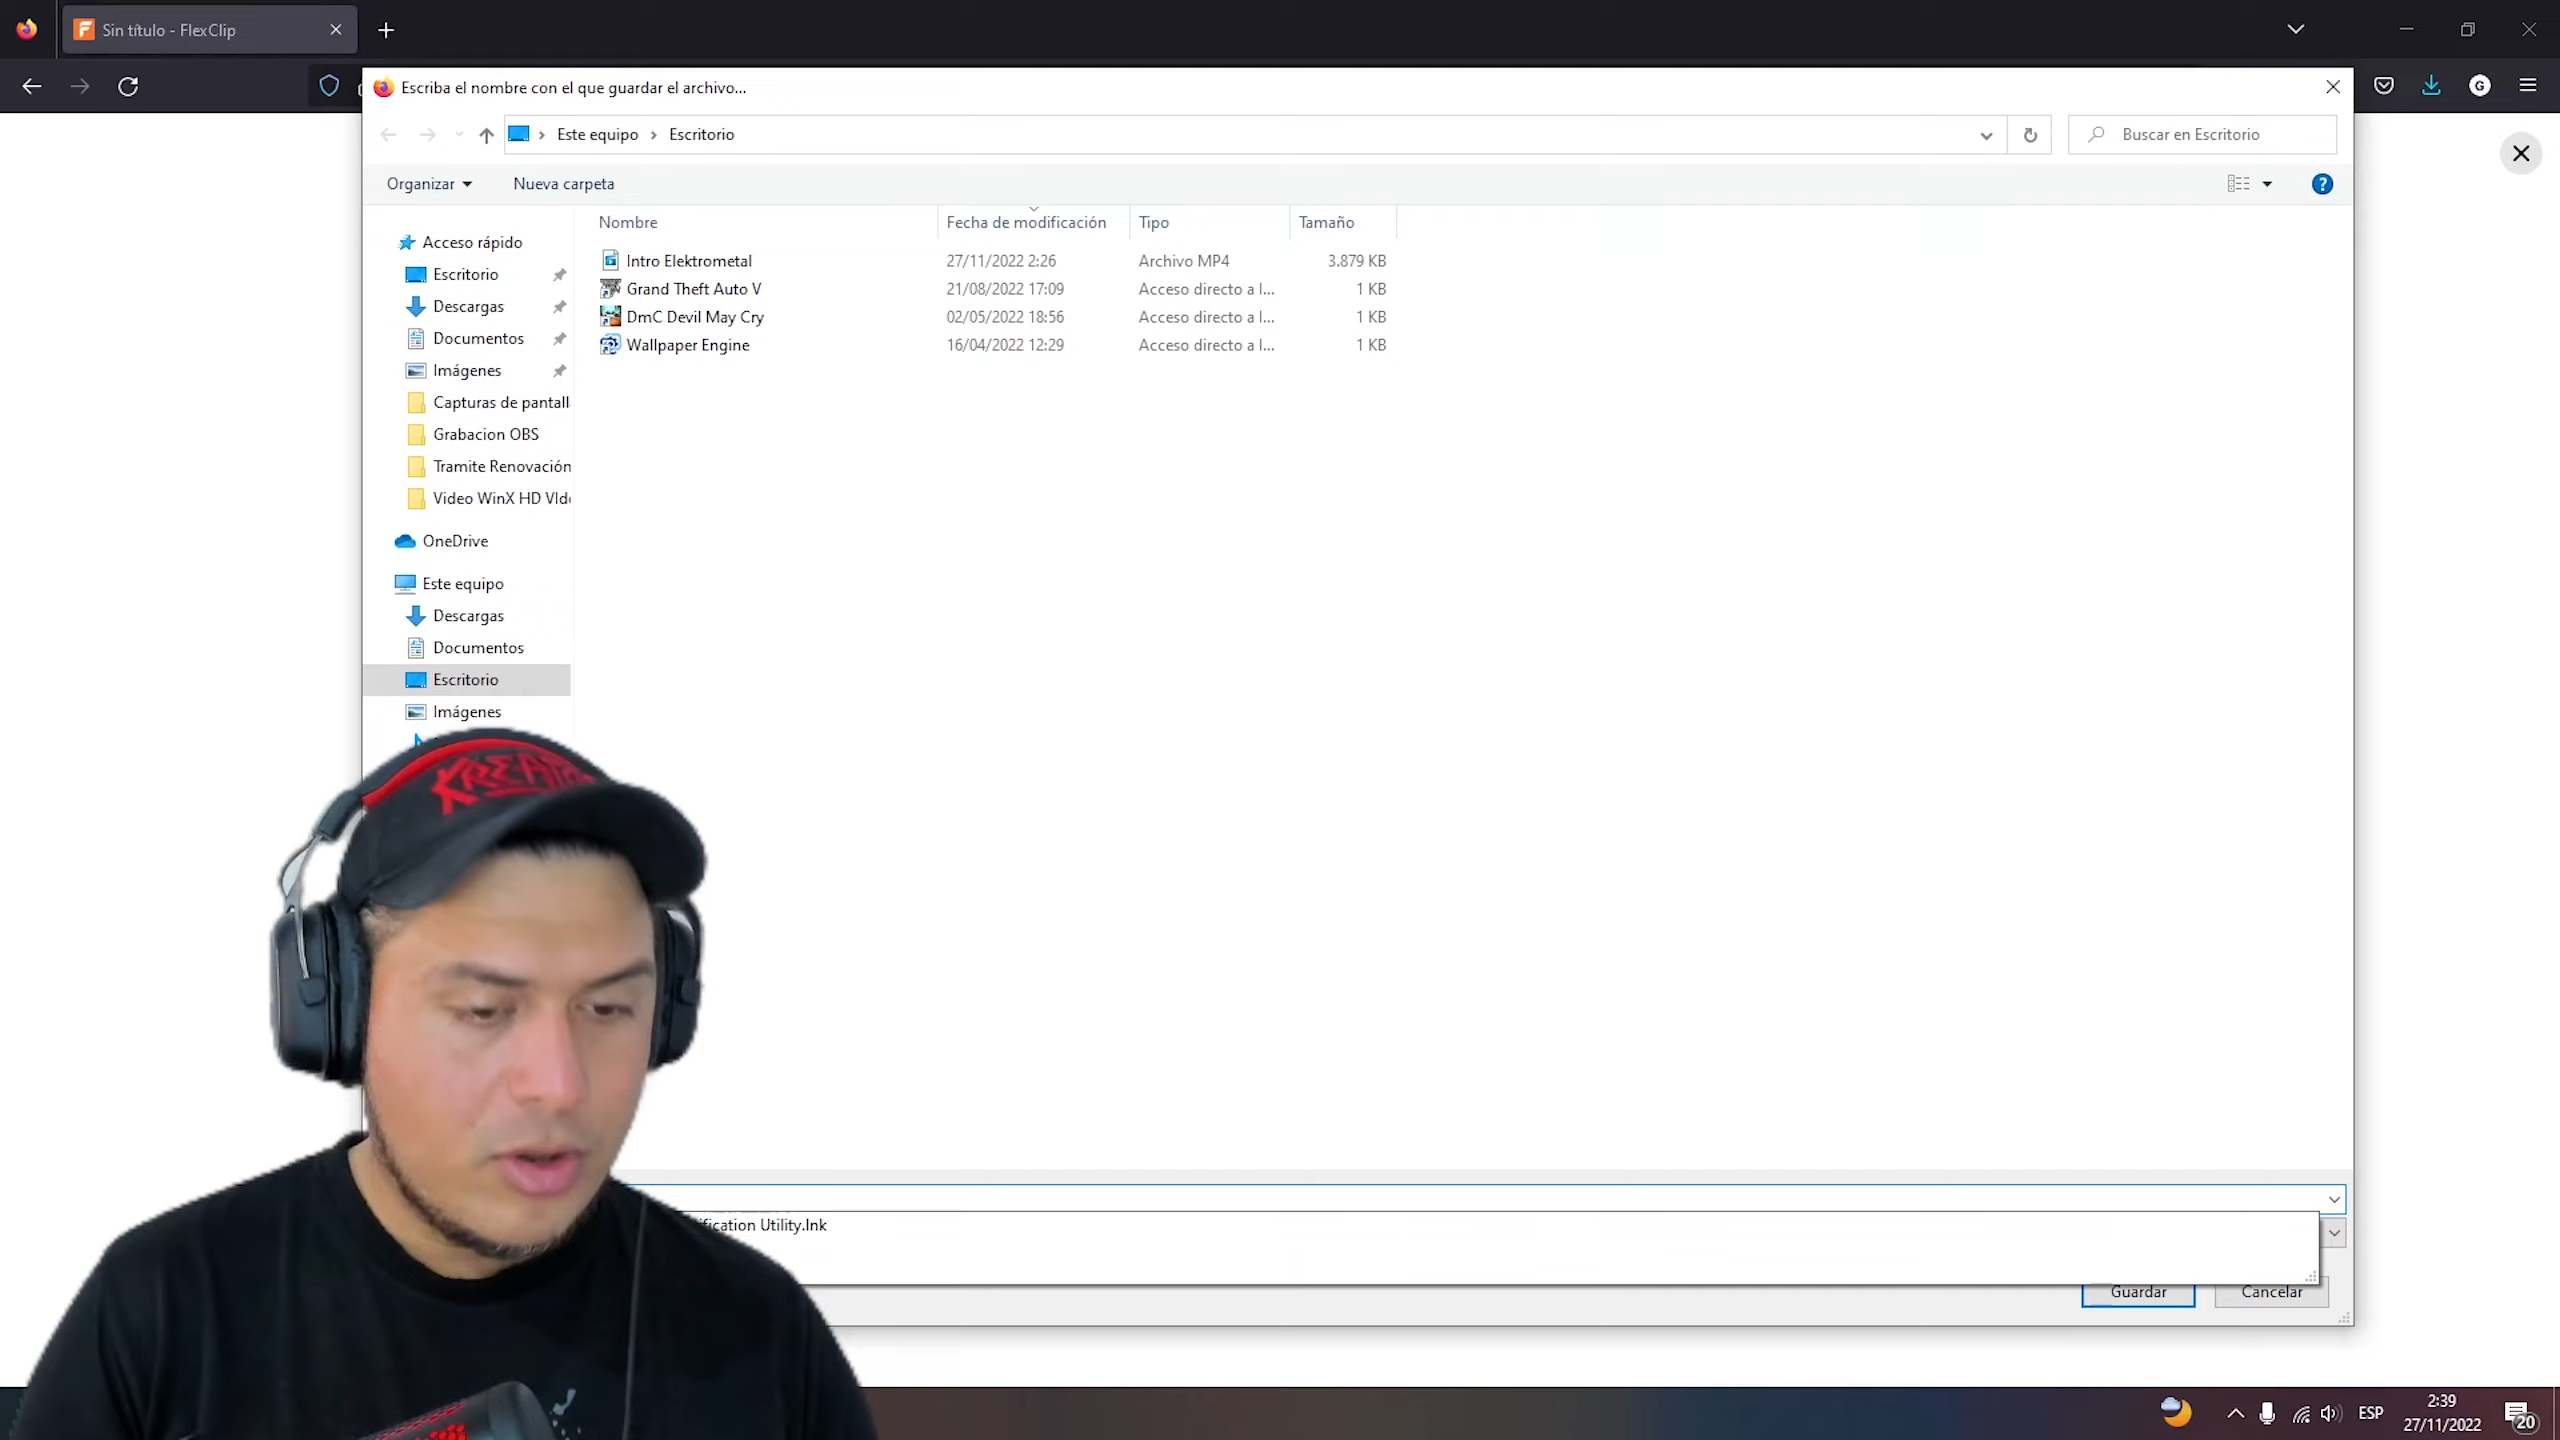 Sin título - FlexClip
Escriba el nombre con el que guardar el archivo...
Este equipo
Escritorio
Buscar en Escritorio
Organizar
Nueva carpeta
Nombre
Fecha de modificación
Tipo
Tamaño
Intro Elektrometal
27/11/2022 2:26
Archivo MP4
3.879 KB
Grand Theft Auto V
21/08/2022 17:09
Acceso directo a I...
1 KB
DmC Devil May Cry
02/05/2022 18:56
Acceso directo a I...
1 KB
Wallpaper Engine
16/04/2022 12:29
Acceso directo a I...
1 KB
Acceso rápido
Escritorio
Descargas
Documentos
Imágenes
Capturas de pantall
Grabacion OBS
Tramite Renovación
Video WinX HD VId
OneDrive
Este equipo
Descargas
Documentos
Escritorio
Imágenes
KREAT
ification Utility.lnk
Guardar
Cancelar
ESP
2:39
27/11/2022
20